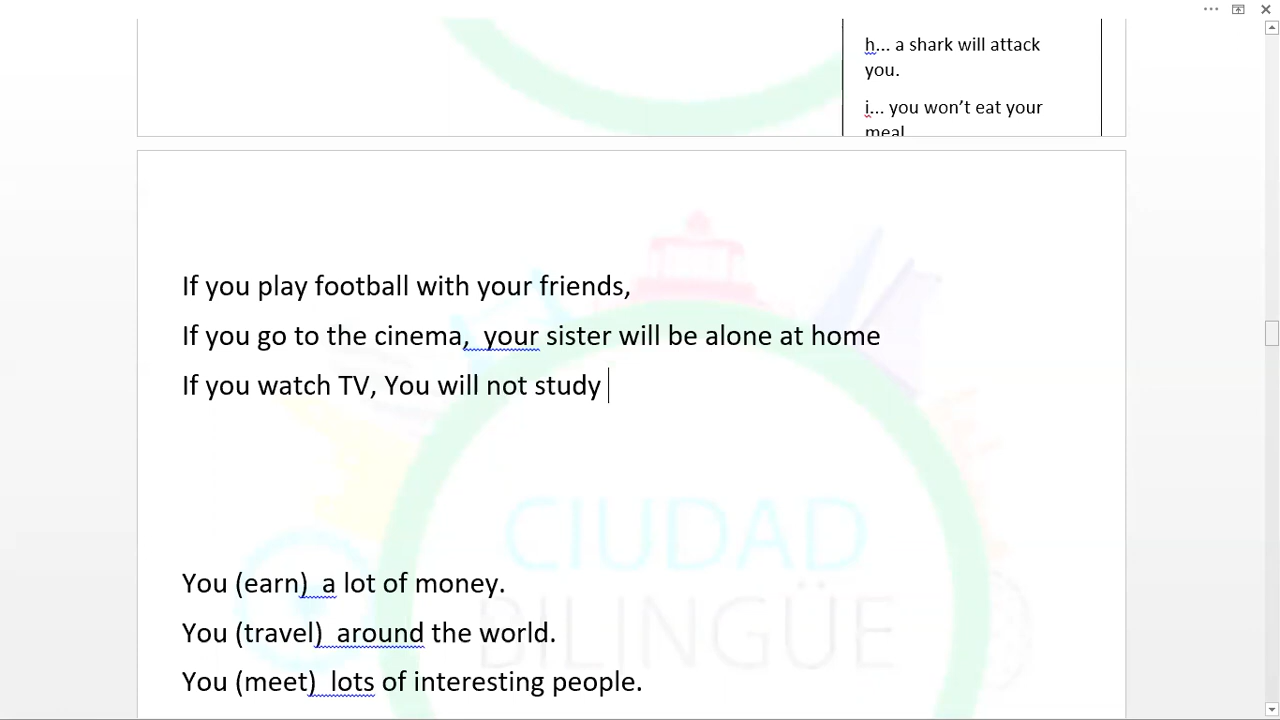 h... a shark will attack
you.
i... you won’t eat your
meal
If you play football with your friends,
If you go to the cinema,  your sister will be alone at home
If you watch TV, You will not study
CIUDAD
BILINGÜE
You (earn)  a lot of money.
You (travel)  around the world.
You (meet)  lots of interesting people.